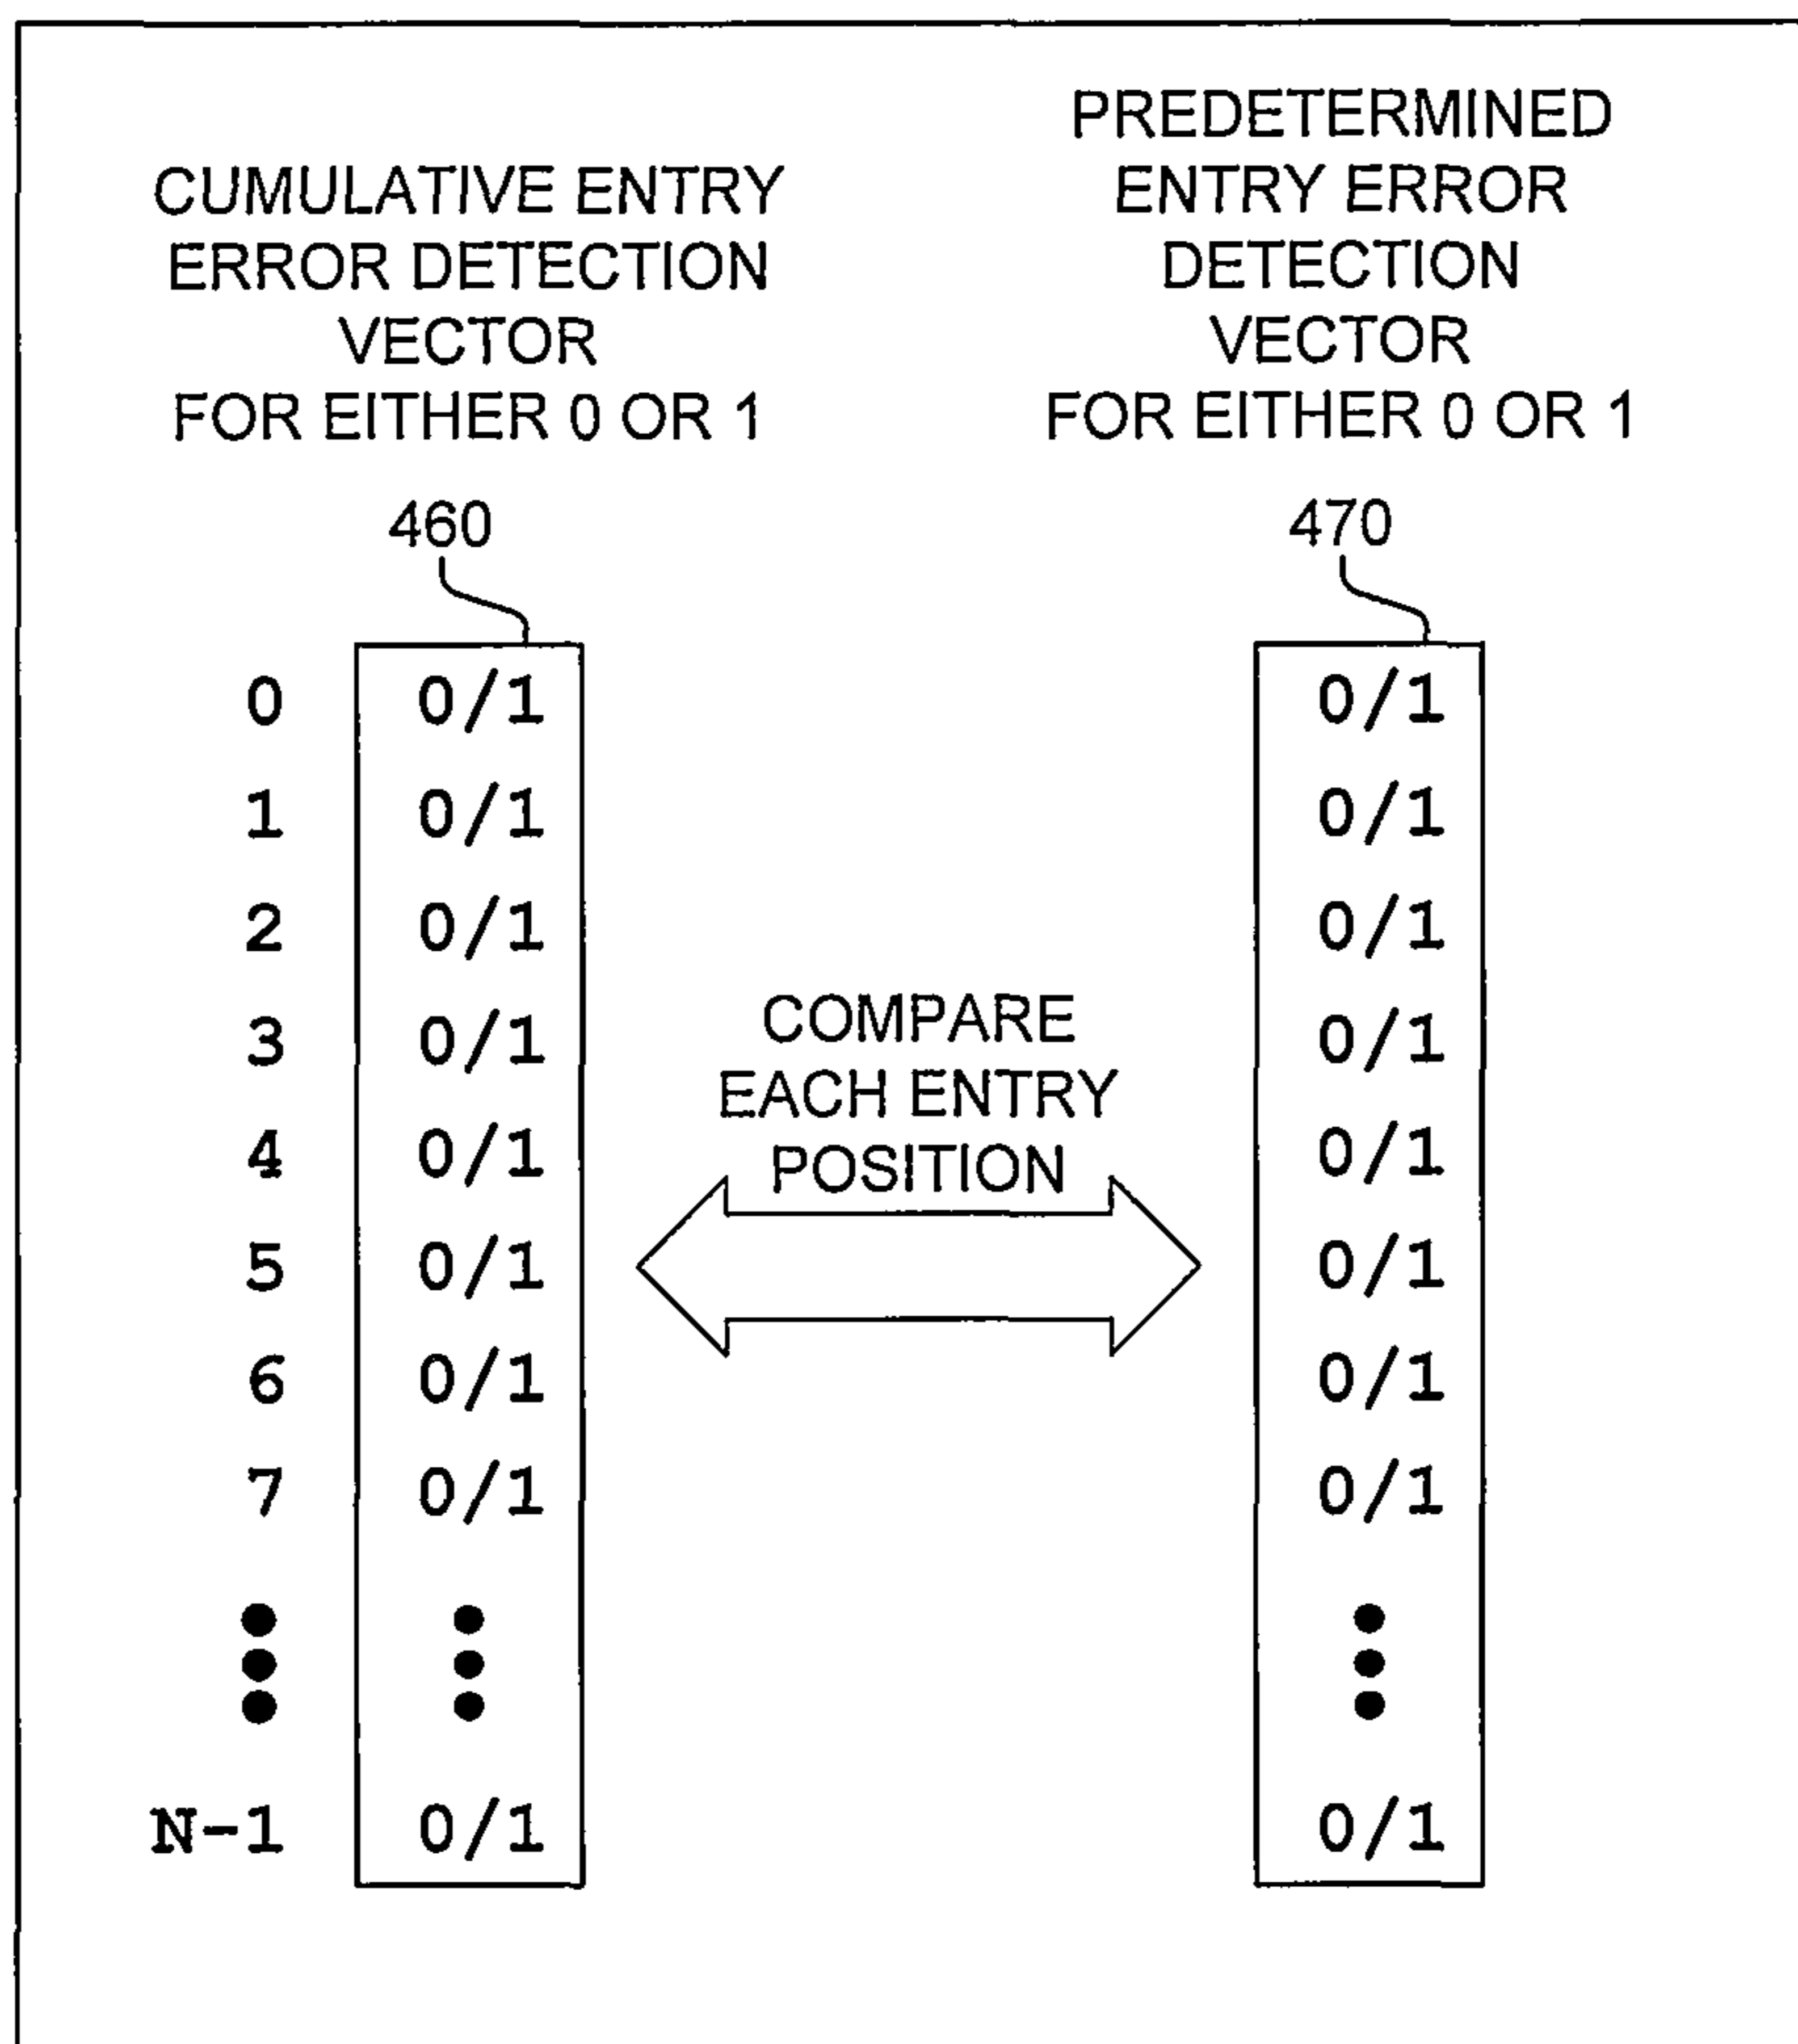 CUMULATIVE ENTRY
ERROR DETECTION
VECTOR
FOR EITHER 0 OR 1
PREDETERMINED
ENTRY ERROR
DETECTION
VECTOR
FOR EITHER 0 OR 1
460
470
0 0/1 0/1
1 0/1 0/1
2 0/1 0/1
3 0/1 0/1
COMPARE
EACH ENTRY
POSITION
4 0/1 0/1
5 0/1 0/1
6 0/1 0/1
7 0/1 0/1
N-1 0/1 0/1